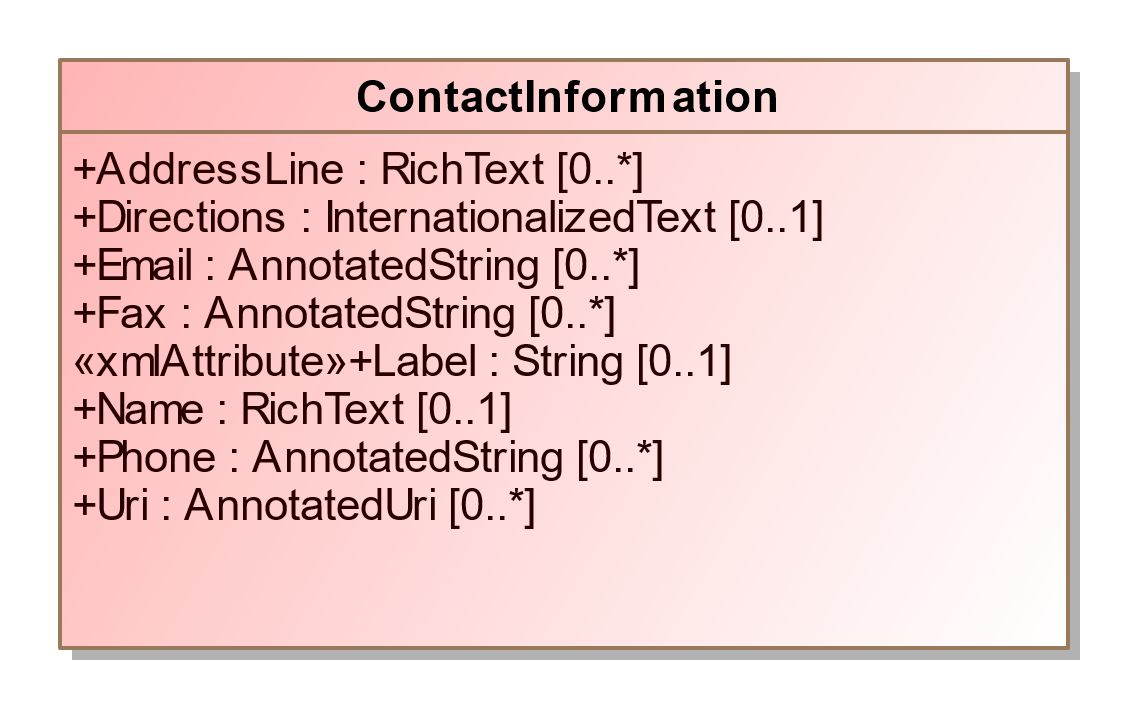 ContactInformation
+AddressLine : RichText [0..*]
+Directions : InternationalizedText [0..1]
+Email : AnnotatedString [0..*]
+Fax : AnnotatedString [0..*]
«xmlAttribute»+Label : String [0..1]
+Name : RichText [0..1]
+Phone : AnnotatedString [0..*]
+Uri : AnnotatedUri [0..*]